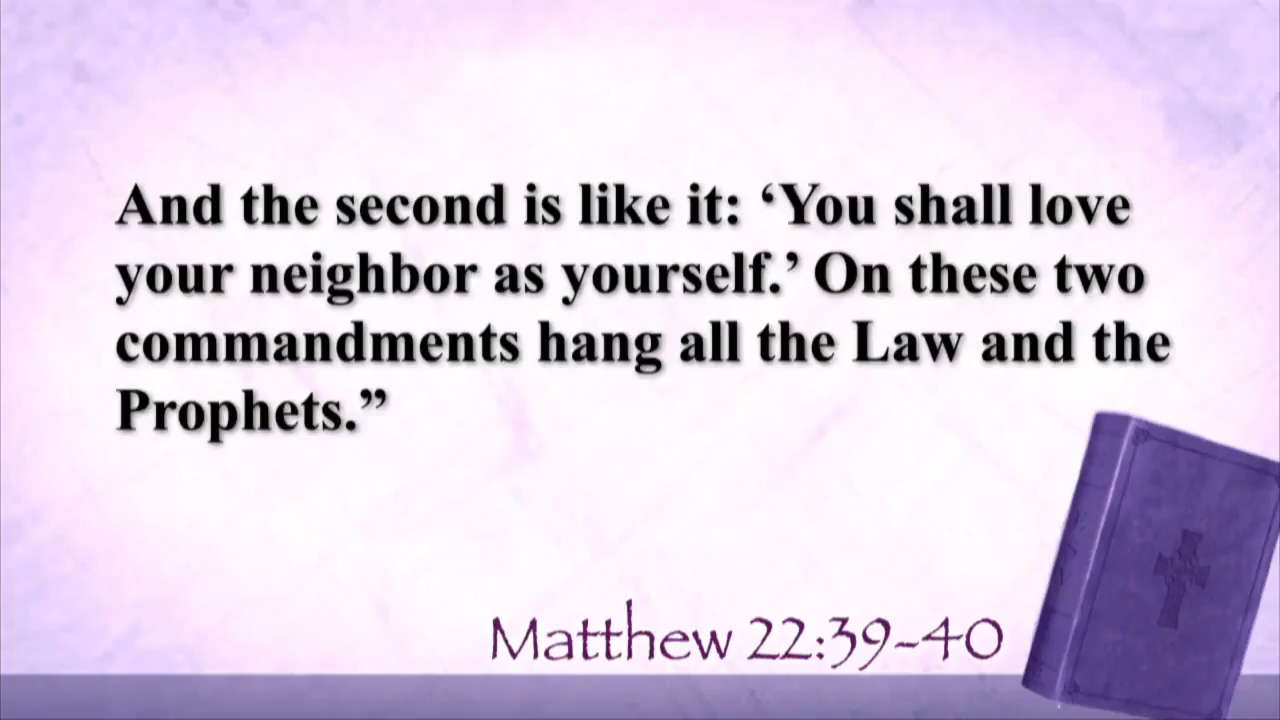 And the second is like it: ‘You shall love
your neighbor as yourself.’ On these two
commandments hang all the Law and the
Prophets.”
Matthew 22:39-40